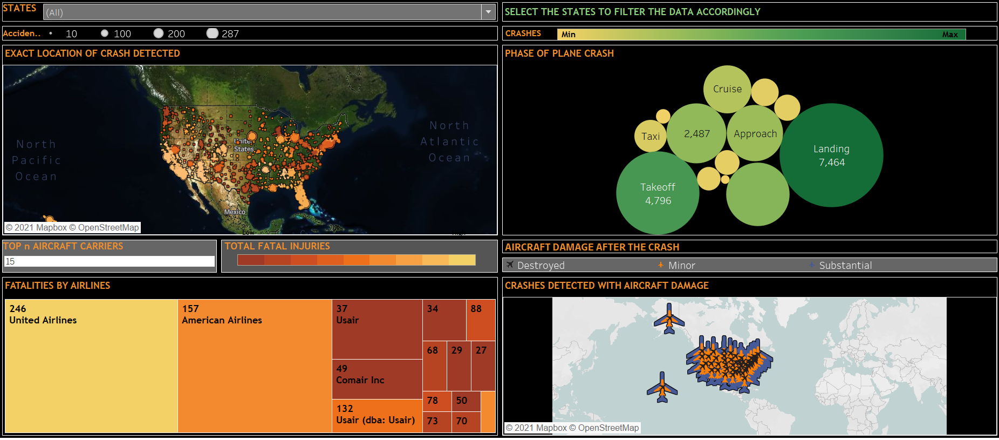 STATES
(All)
SELECT THE STATES TO FILTER THE DATA ACCORDINGLY
Acciden..
10
100
200
287
CRASHES
Min
Max
EXACT LOCATION OF CRASH DETECTED
North
Pacific
Ocean
United
States
Mexico
North
Atlantic
Ocean
© 2021 Mapbox © OpenStreetMap
Low
PHASE OF PLANE CRASH
Cruise
Taxi
2,487
Approach
Landing
7,464
Takeoff
4,796
TOP n AIRCRAFT CARRIERS
15
TOTAL FATAL INJURIES
AIRCRAFT DAMAGE AFTER THE CRASH
Destroyed
Minor
Substantial
FATALITIES BY AIRLINES
246
United Airlines
157
American Airlines
37
Usair
49
Comair Inc
132
Usair (dba: Usair)
34
88
68
29
27
78
50
73
70
CRASHES DETECTED WITH AIRCRAFT DAMAGE
© 2021 Mapbox © OpenStreetMap